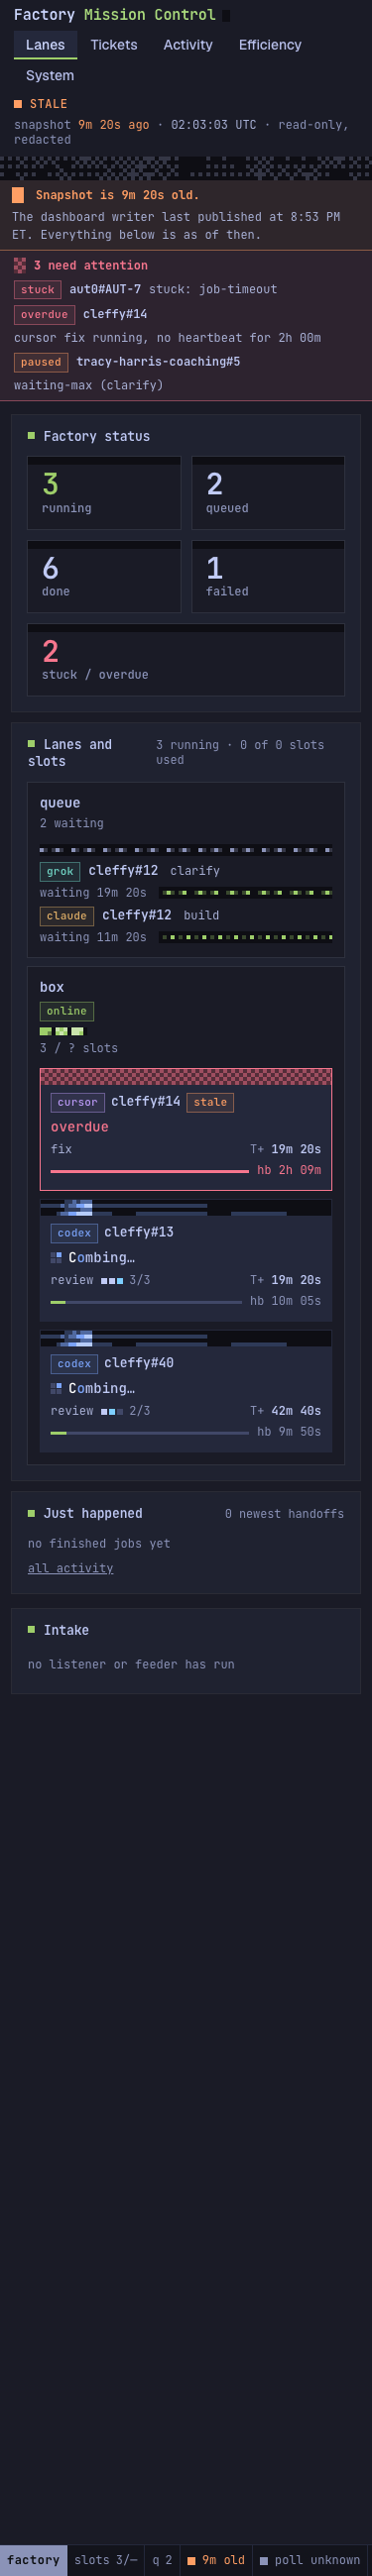 Factory Mission Control
Lanes Tickets Activity Efficiency
System
STALE
snapshot 9m 20s ago · 02:03:03 UTC · read-only,
redacted
Snapshot is 9m 20s old.
The dashboard writer last published at 8:53 PM
ET. Everything below is as of then.
3 need attention
stuck aut0#AUT-7 stuck: job-timeout
overdue cleffy#14
cursor fix running, no heartbeat for 2h 00m
paused tracy-harris-coaching#5
waiting-max (clarify)
Factory status
3
running
2
queued
6
done
1
failed
2
stuck / overdue
Lanes and
slots
3 running · 0 of 0 slots
used
queue
2 waiting
grok cleffy#12 clarify
waiting 19m 20s
claude cleffy#12 build
waiting 11m 20s
box
online
3 / ? slots
cursor cleffy#14 stale
overdue
fix T+ 19m 20s
hb 2h 09m
codex cleffy#13
Combing…
review 3/3 T+ 19m 20s
hb 10m 05s
codex cleffy#40
Combing…
review 2/3 T+ 42m 40s
hb 9m 50s
Just happened 0 newest handoffs
no finished jobs yet
all activity
Intake
no listener or feeder has run
factory slots 3/— q 2 9m old poll unknown